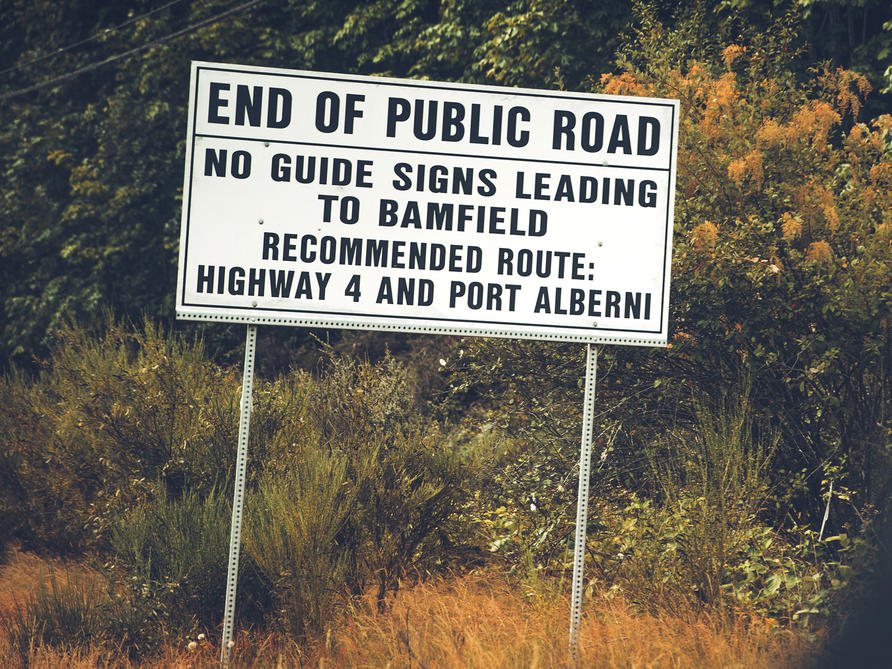 END OF PUBLIC ROAD
NO GUIDE SIGNS LEADING
TO BAMFIELD
RECOMMENDED ROUTE:
HIGHWAY 4 AND PORT ALBERNI